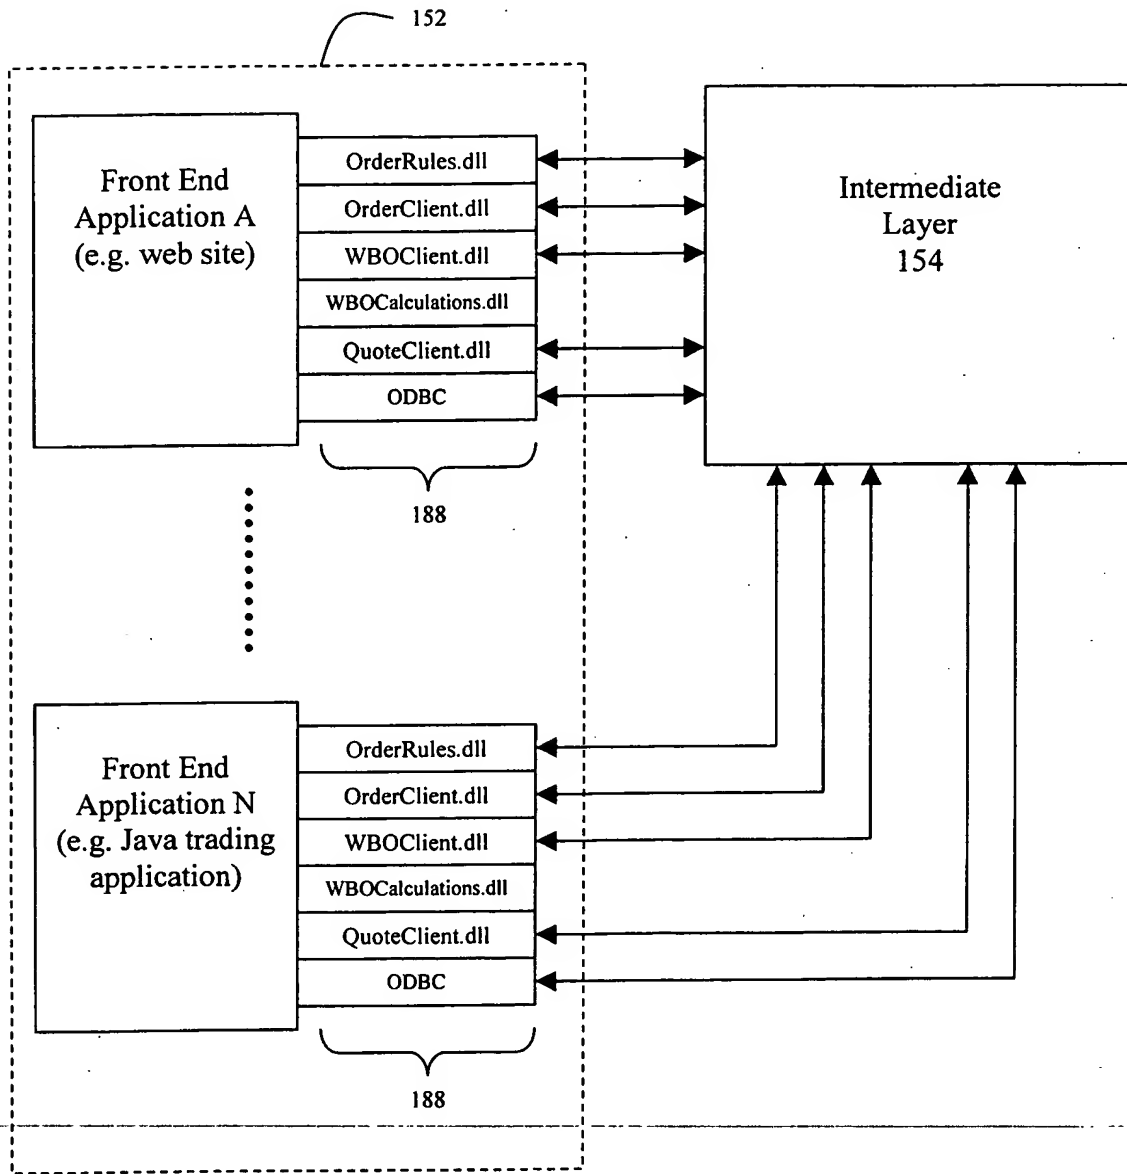 152
Front End
Application A
(e.g. web site)
OrderRules.dll
OrderClient.dll
WBOClient.dll
WBOCalculations.dll
QuoteClient.dll
ODBC
188
Intermediate
Layer
154
Front End
Application N
(e.g. Java trading
application)
OrderRules.dll
OrderClient.dll
WBOClient.dll
WBOCalculations.dll
QuoteClient.dll
ODBC
188